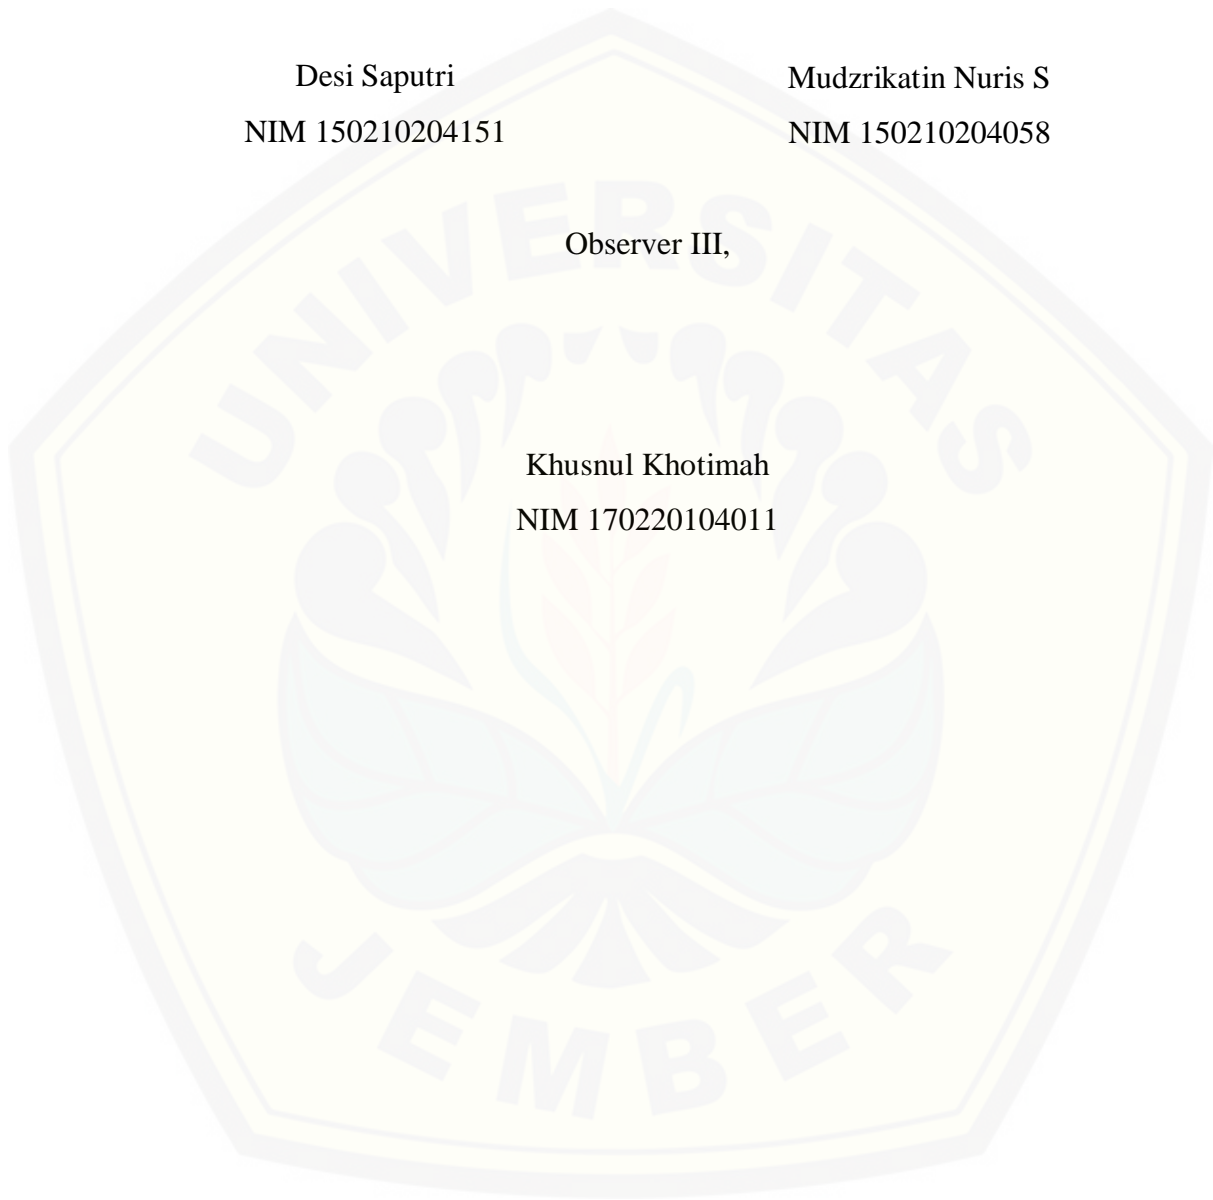 Desi Saputri
NIM 150210204151
Mudzrikatin Nuris S
NIM 150210204058
Observer III,
Khusnul Khotimah
NIM 170220104011
UNIVERSITAS
JEMBER